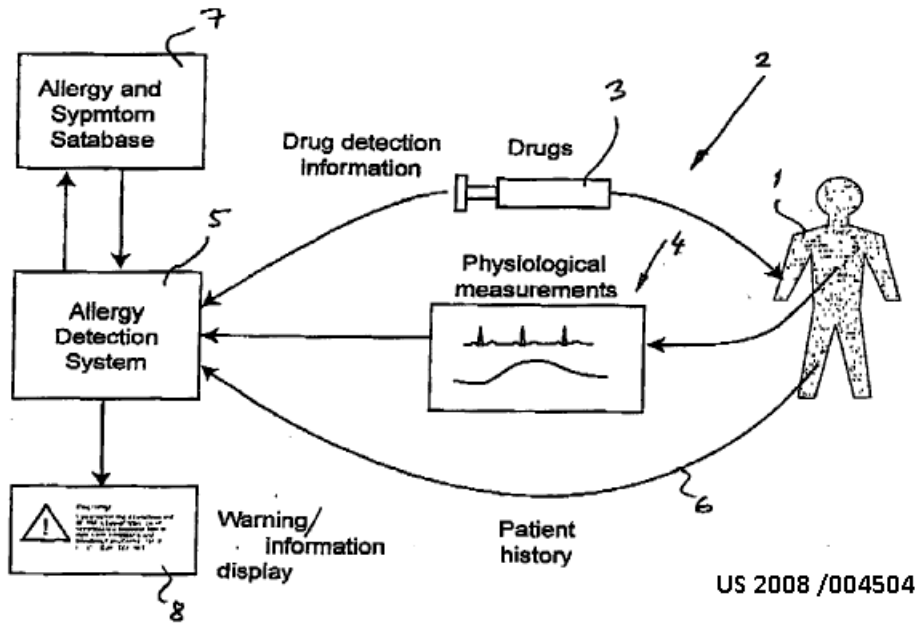 7
Allergy and
Sypmtom
Satabase
2
3
Drug detection
information
Drugs
1
5
4
Physiological
measurements
Allergy
Detection
System
6
Warning/
information
display
Patient
history
8
US 2008 /004504